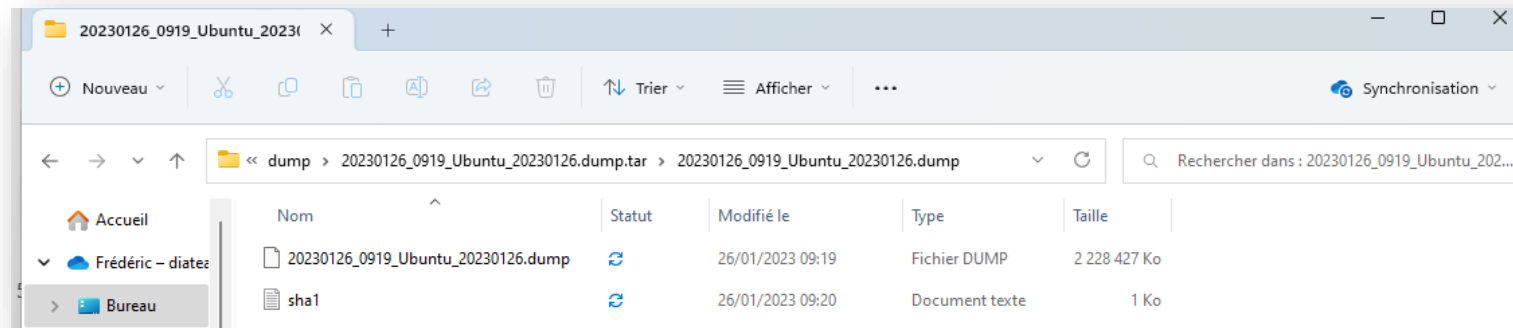 20230126_0919_Ubuntu_2023
Nouveau Trier Afficher ... Synchronisation
« dump > 20230126_0919_Ubuntu_20230126.dump.tar > 20230126_0919_Ubuntu_20230126.dump Rechercher dans : 20230126_0919_Ubuntu_202...
Accueil Nom Statut Modifié le Type Taille
Frédéric – diatea 20230126_0919_Ubuntu_20230126.dump 26/01/2023 09:19 Fichier DUMP 2 228 427 Ko
Bureau sha1 26/01/2023 09:20 Document texte 1 Ko